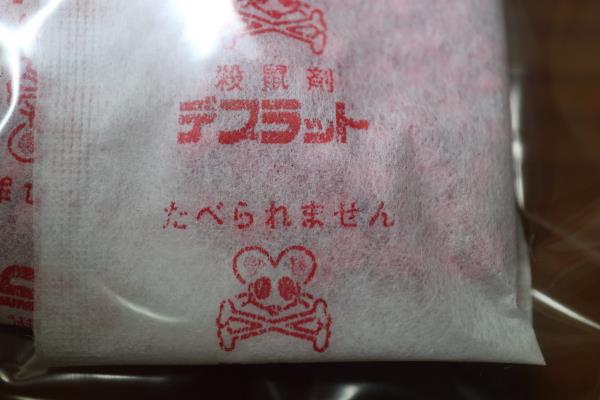 殺鼠剤
デスラット
たべられません